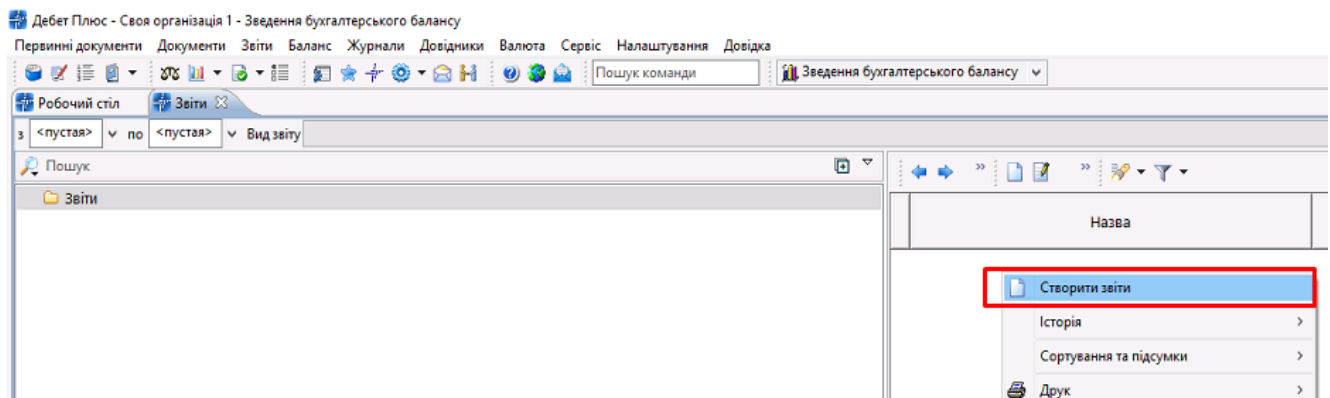 Дебет Плюс - Своя організація 1 - Зведення бухгалтерського балансу
Первинні документи Документи Звіти Баланс Журнали Довідники Валюта Сервіс Налаштування Довідка
Пошук команди Зведення бухгалтерського балансу
Робочий стіл Звіти
з <пустая> по <пустая> Вид звіту
Пошук
Звіти
Назва
Створити звіти
Історія
Сортування та підсумки
Друк